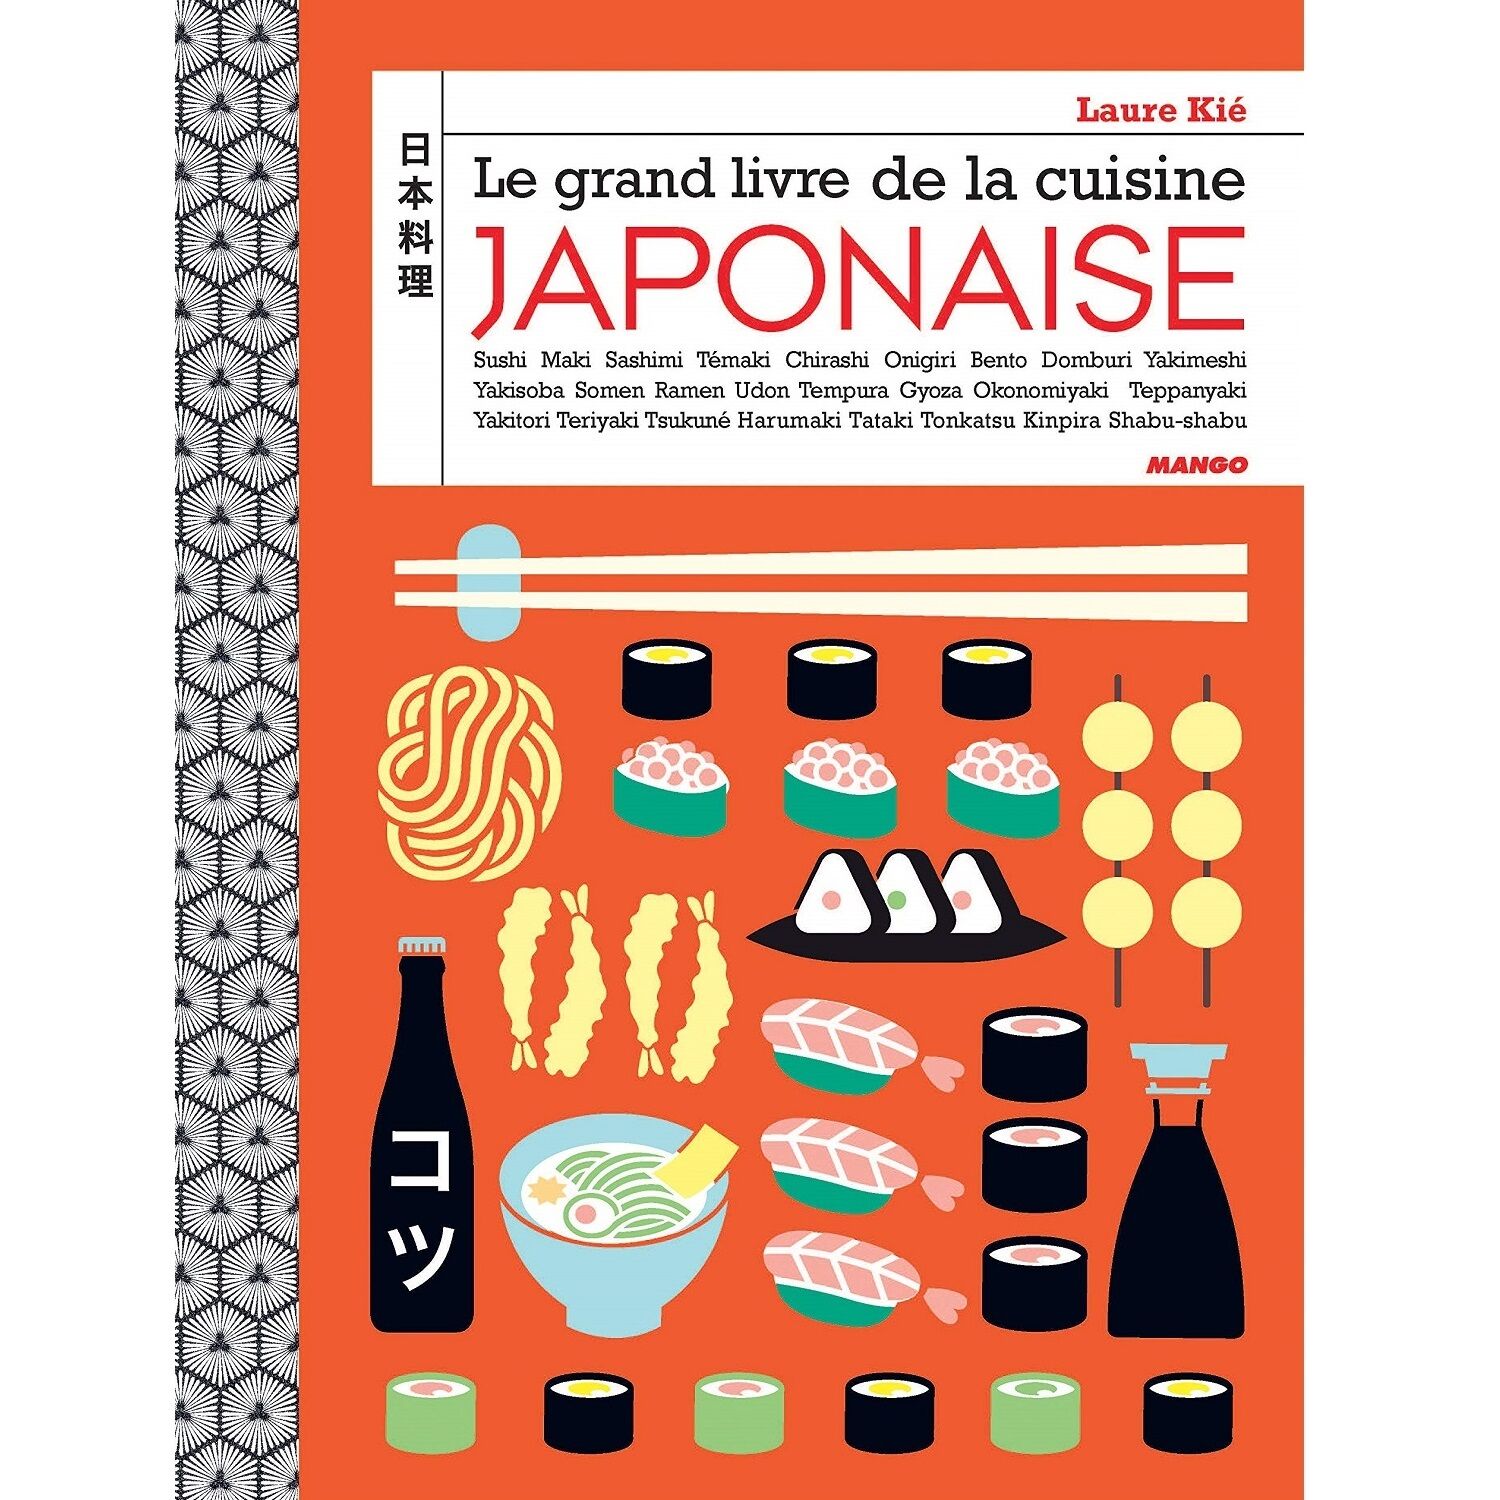 Laure Kié
日本料理
Le grand livre de la cuisine
JAPONAISE
Sushi Maki Sashimi Témaki Chirashi Onigiri Bento Domburi Yakimeshi
Yakisoba Somen Ramen Udon Tempura Gyoza Okonomiyaki Teppanyaki
Yakitori Teriyaki Tsukuné Harumaki Tataki Tonkatsu Kinpira Shabu-shabu
MANGO
コツ